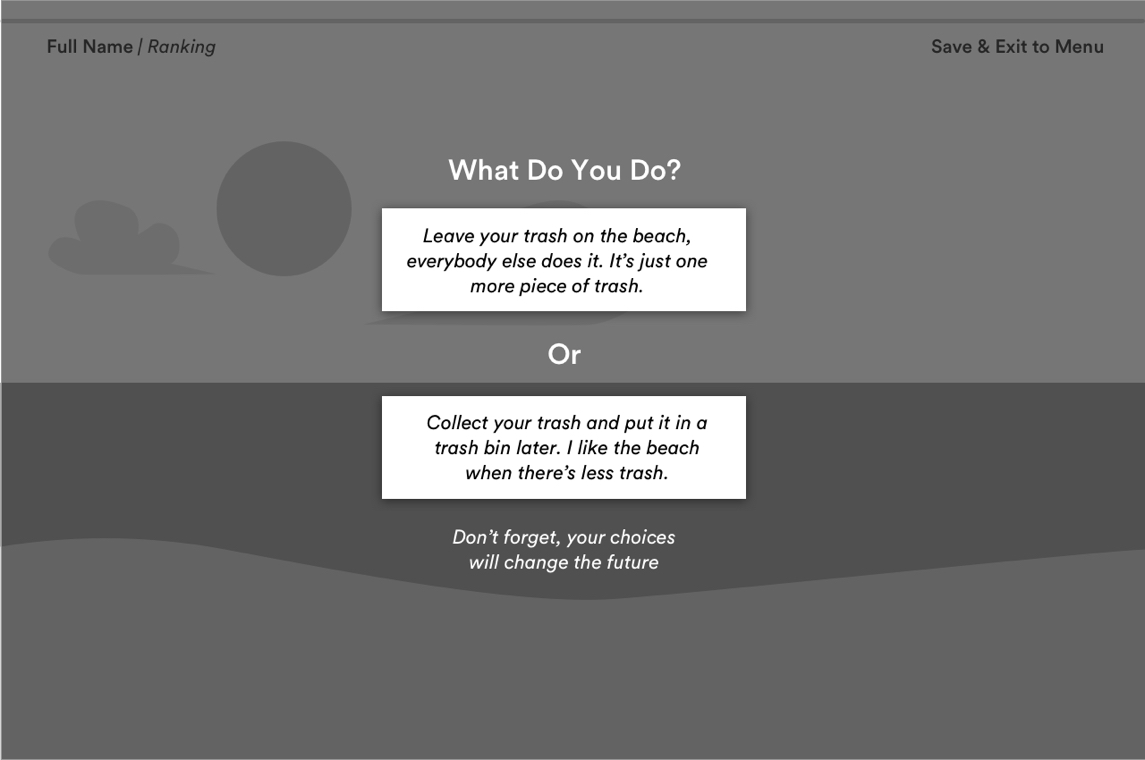 Full Name / Ranking
Save & Exit to Menu
What Do You Do?
Leave your trash on the beach,
everybody else does it. It’s just one
more piece of trash.
Or
Collect your trash and put it in a
trash bin later. I like the beach
when there’s less trash.
Don’t forget, your choices
will change the future